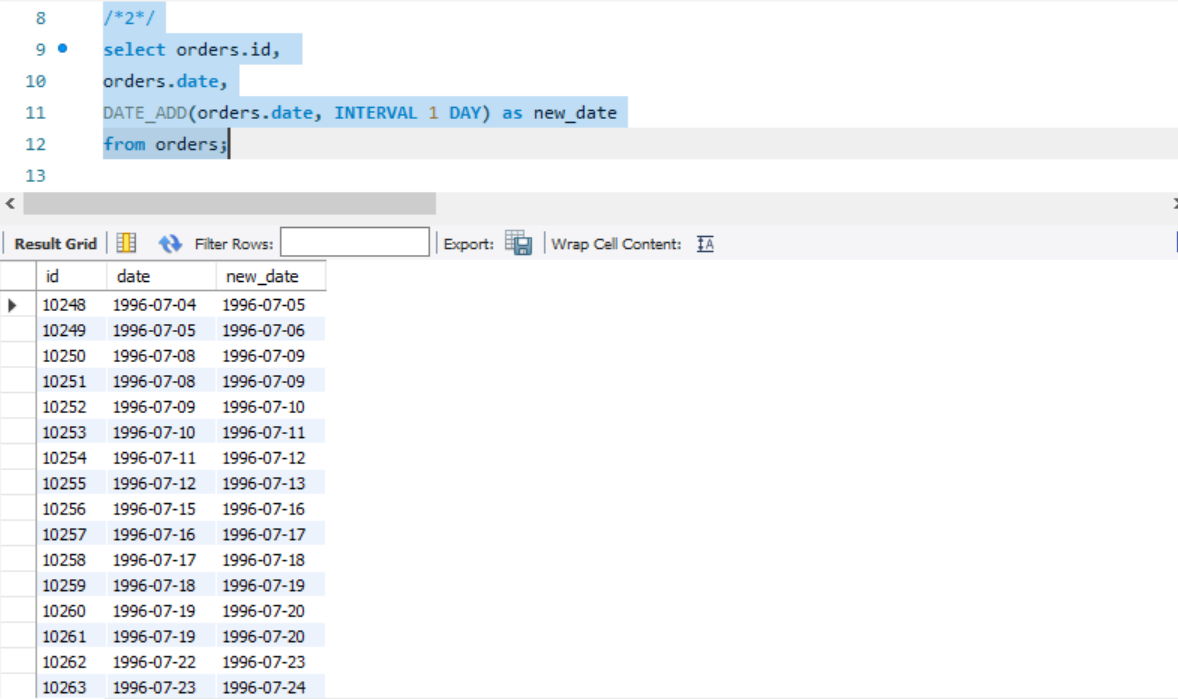 8 /*2*/
9 select orders.id,
10 orders.date,
11 DATE_ADD(orders.date, INTERVAL 1 DAY) as new_date
12 from orders;
13
Result Grid Filter Rows: Export: Wrap Cell Content: IA
id date new_date
10248 1996-07-04 1996-07-05
10249 1996-07-05 1996-07-06
10250 1996-07-08 1996-07-09
10251 1996-07-08 1996-07-09
10252 1996-07-09 1996-07-10
10253 1996-07-10 1996-07-11
10254 1996-07-11 1996-07-12
10255 1996-07-12 1996-07-13
10256 1996-07-15 1996-07-16
10257 1996-07-16 1996-07-17
10258 1996-07-17 1996-07-18
10259 1996-07-18 1996-07-19
10260 1996-07-19 1996-07-20
10261 1996-07-19 1996-07-20
10262 1996-07-22 1996-07-23
10263 1996-07-23 1996-07-24